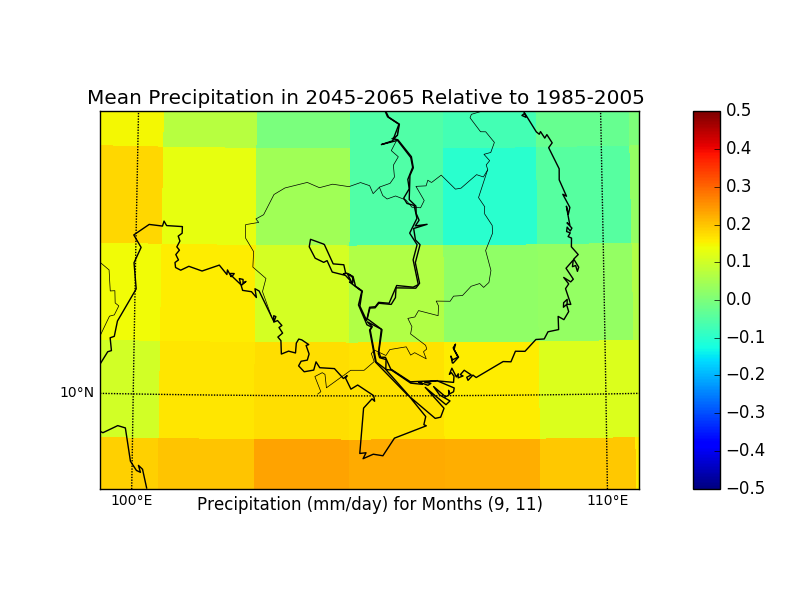 Mean Precipitation in 2045-2065 Relative to 1985-2005
0.5
0.4
0.3
0.2
0.1
0.0
−0.1
−0.2
−0.3
−0.4
−0.5
10°N
100°E
110°E
Precipitation (mm/day) for Months (9, 11)